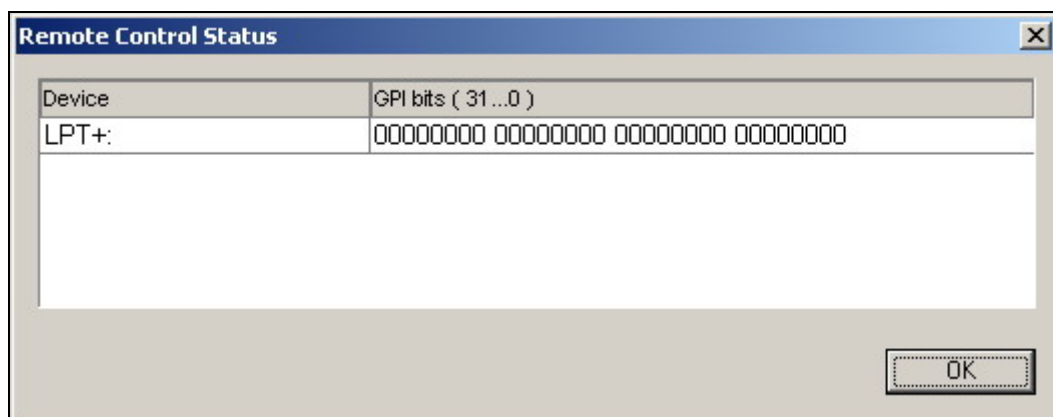 Remote Control Status
Device GPI bits ( 31...0 )
LPT+: 00000000 00000000 00000000 00000000
OK